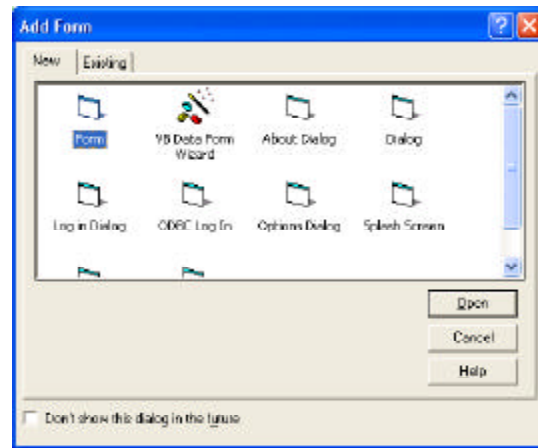 Add Form
New Existing
Form VB Data Form Wizard About Dialog Dialog
Log in Dialog ODBC Log In Options Dialog Splash Screen
Open
Cancel
Help
Don't show this dialog in the future